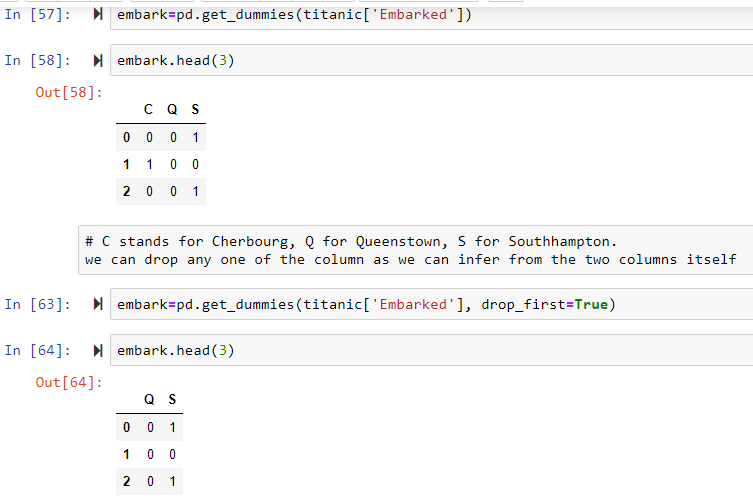 In [57]: embark=pd.get_dummies(titanic['Embarked'])
In [58]: embark.head(3)
Out[58]:
C Q S
0 0 0 1
1 1 0 0
2 0 0 1
# C stands for Cherbourg, Q for Queenstown, S for Southhampton.
we can drop any one of the column as we can infer from the two columns itself
In [63]: embark=pd.get_dummies(titanic['Embarked'], drop_first=True)
In [64]: embark.head(3)
Out[64]:
Q S
0 0 1
1 0 0
2 0 1